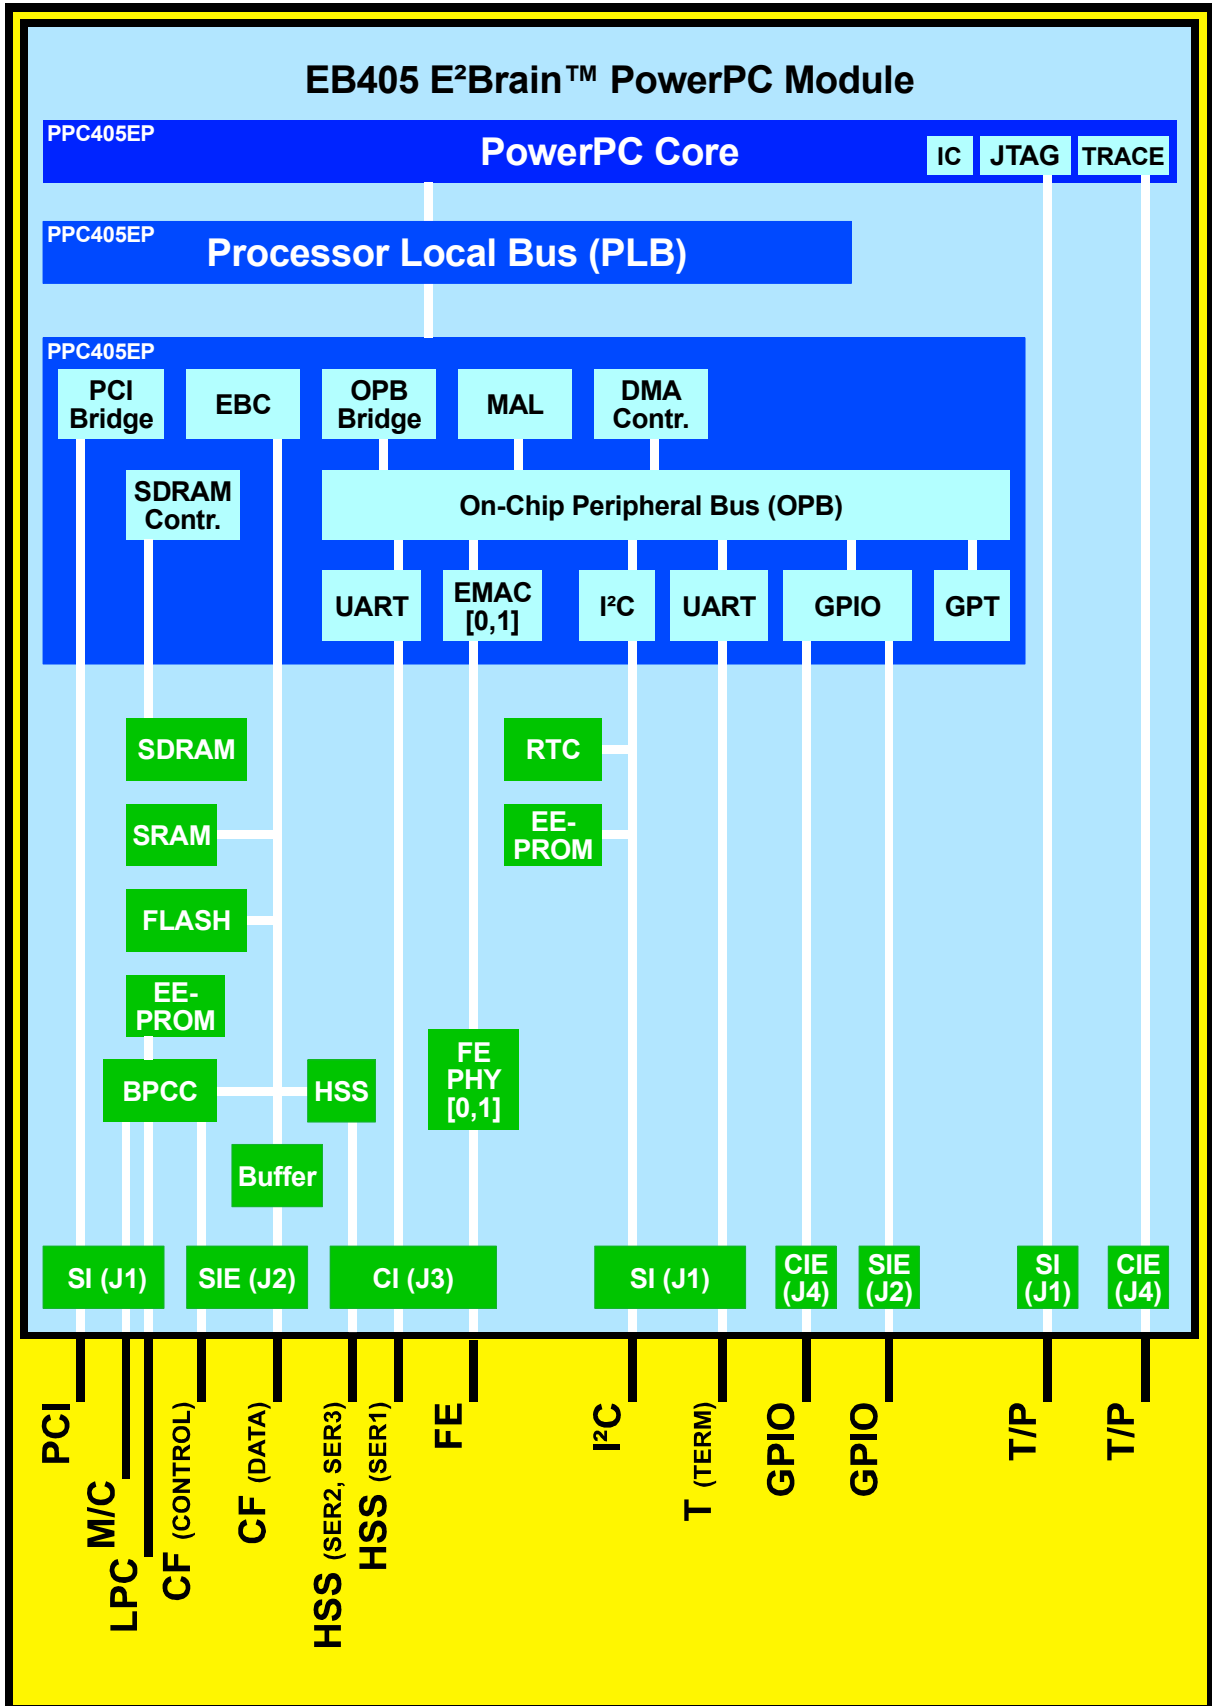 EB405 E²Brain™ PowerPC Module
PPC405EP
PowerPC Core
IC
JTAG
TRACE
PPC405EP
Processor Local Bus (PLB)
PPC405EP
PCI
Bridge
EBC
OPB
Bridge
MAL
DMA
Contr.
SDRAM
Contr.
On-Chip Peripheral Bus (OPB)
UART
EMAC
[0,1]
I²C
UART
GPIO
GPT
SDRAM
RTC
SRAM
EE-
PROM
FLASH
EE-
PROM
FE
PHY
[0,1]
BPCC
HSS
Buffer
SI (J1)
SIE (J2)
CI (J3)
SI (J1)
CIE
(J4)
SIE
(J2)
SI
(J1)
CIE
(J4)
PCI
M/C
LPC
CF (CONTROL)
CF (DATA)
HSS (SER2, SER3)
HSS (SER1)
FE
I²C
T (TERM)
GPIO
GPIO
T/P
T/P